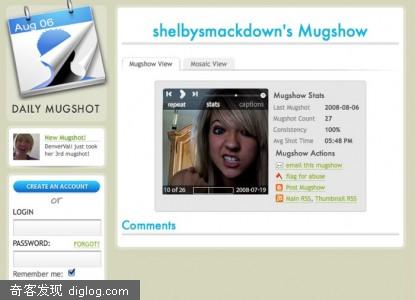 Aug 06
DAILY MUGSHOT
New Mugshot!
DenverVali just took
her 3rd mugshot!
CREATE AN ACCOUNT
or
LOGIN
PASSWORD: FORGOT!
Remember me:
shelbysmackdown's Mugshow
Mugshow View Mosaic View
repeat stats captions
10 of 26 2008-07-19
Mugshow Stats
Last Mugshot 2008-08-06
Mugshot Count 27
Consistency 100%
Avg Shot Time 05:48 PM
Mugshow Actions
email this mugshow
flag for abuse
Post Mugshow
Main RSS, Thumbnail RSS
Comments
奇客发现 diglog.com